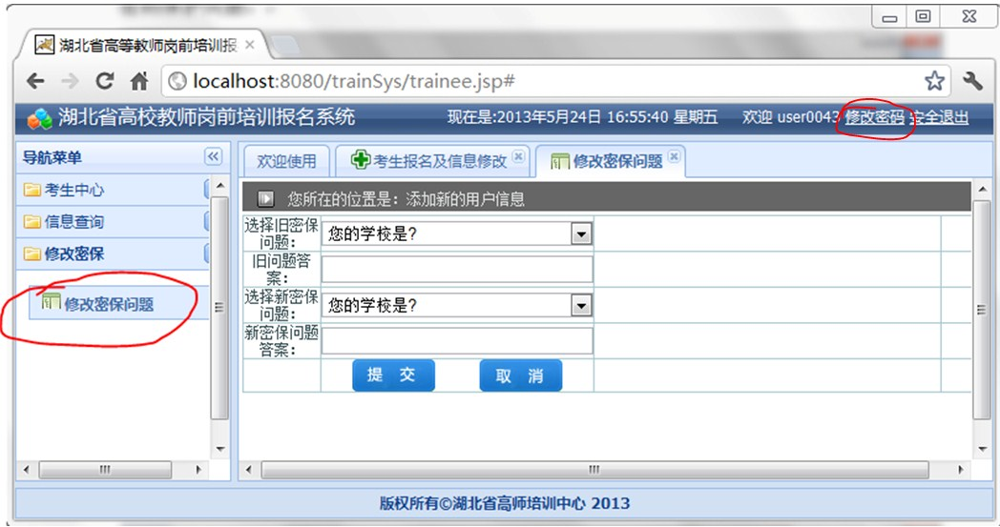 湖北省高等教师岗前培训报
localhost:8080/trainSys/trainee.jsp#
湖北省高校教师岗前培训报名系统
现在是:2013年5月24日 16:55:40 星期五 欢迎 user0043 修改密码 安全退出
导航菜单
欢迎使用 考生报名及信息修改 修改密保问题
考生中心
信息查询
修改密保
修改密保问题
您所在的位置是：添加新的用户信息
选择旧密保
问题：
您的学校是?
旧问题答
案：
选择新密保
问题：
您的学校是?
新密保问题
答案：
提 交 取 消
版权所有©湖北省高师培训中心 2013